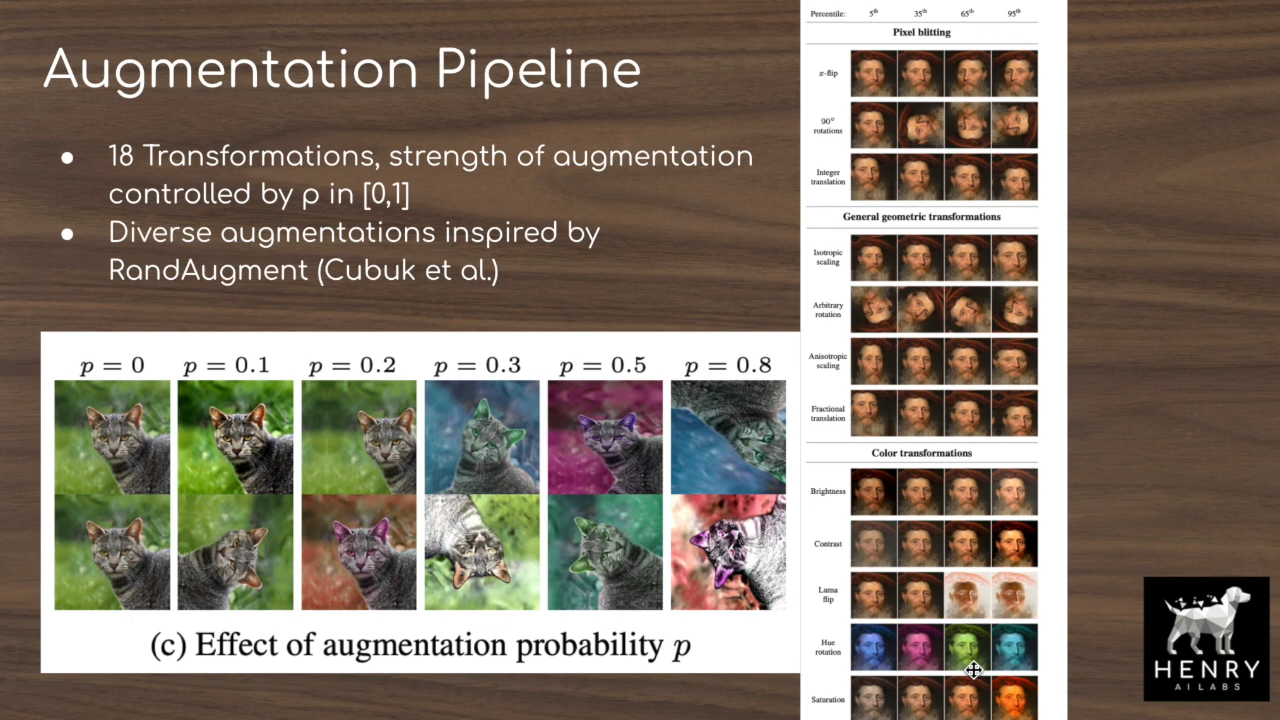 Augmentation Pipeline
● 18 Transformations, strength of augmentation
controlled by p in [0,1]
● Diverse augmentations inspired by
RandAugment (Cubuk et al.)
p = 0 p = 0.1 p = 0.2 p = 0.3 p = 0.5 p = 0.8
(c) Effect of augmentation probability p
Percentile: 5th 35th 65th 95th
Pixel blitting
x-flip
90°
rotations
Integer
translation
General geometric transformations
Isotropic
scaling
Arbitrary
rotation
Anisotropic
scaling
Fractional
translation
Color transformations
Brightness
Contrast
Luma
flip
Hue
rotation
Saturation
HENRY
AI LABS